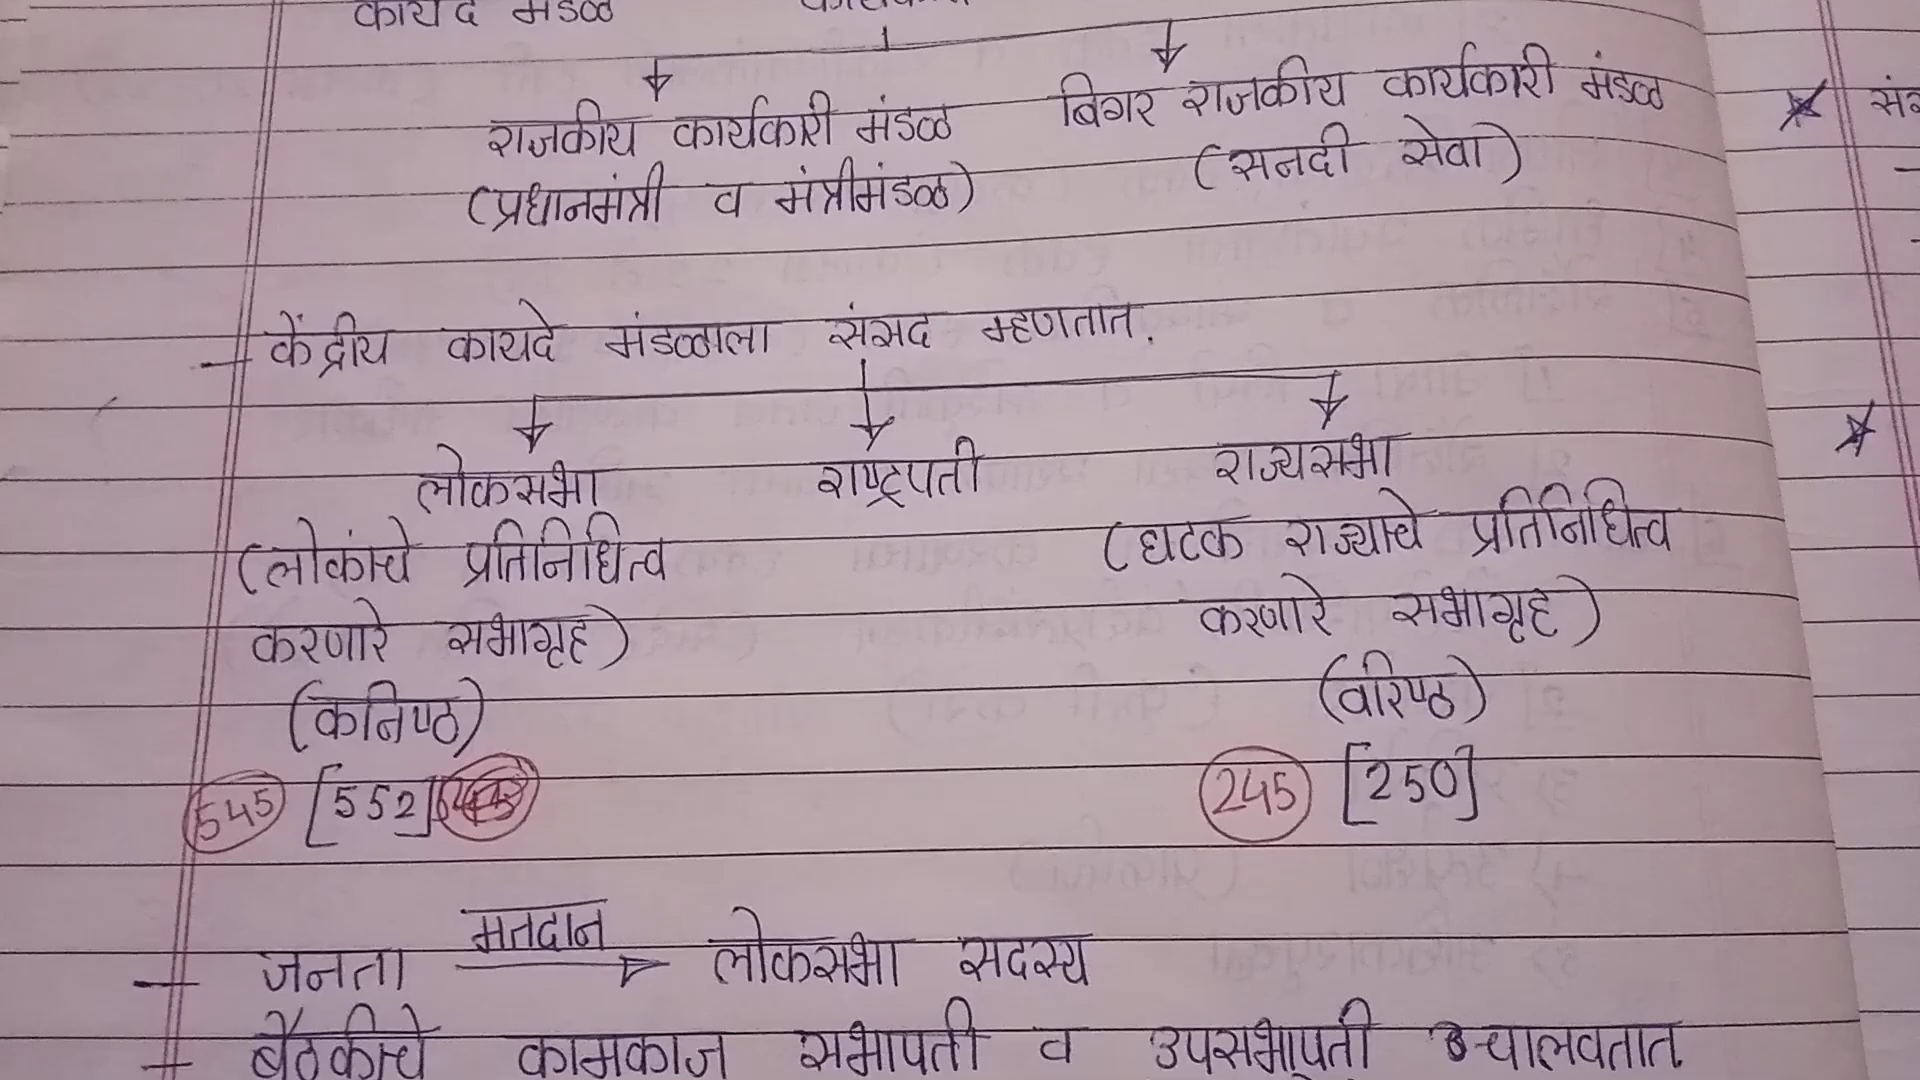 कायदे मंडळ
राजकीय कार्यकारी मंडळ बिगर राजकीय कार्यकारी मंडळ
(प्रधानमंत्री व मंत्रीमंडळ) (सनदी सेवा)
- केंद्रीय कायदे मंडळाला संसद म्हणतात.
लोकसभा राष्ट्रपती राज्यसभा
(लोकांचे प्रतिनिधित्व (घटक राज्याचे प्रतिनिधित्व
करणारे सभागृह) करणारे सभागृह)
(कनिष्ठ) (वरिष्ठ)
545 [552] 245 [250]
- जनता मतदान → लोकसभा सदस्य
- बैठकीचे कामकाज सभापती व उपसभापती चालवतात